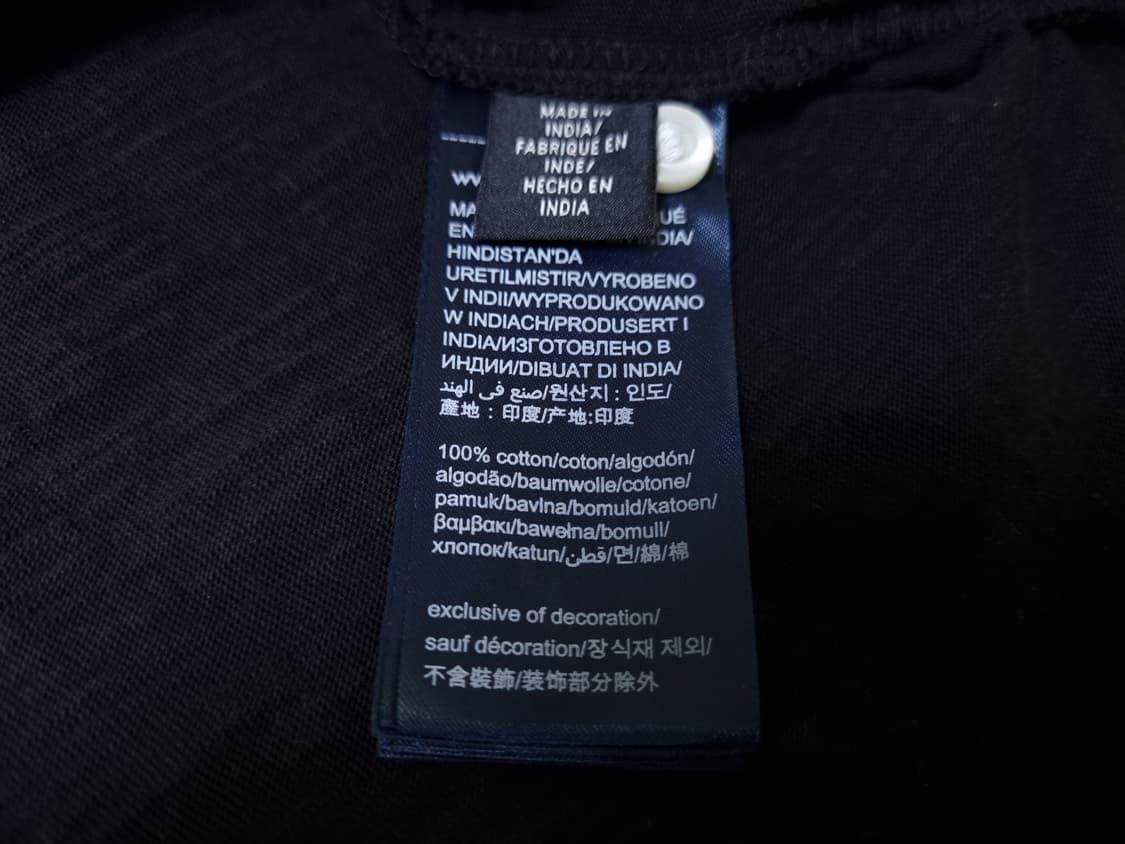 MADE IN
INDIA/
FABRIQUE EN
INDE/
HECHO EN
INDIA
HINDISTAN'DA
URETILMISTIR/VYROBENO
V INDII/WYPRODUKOWANO
W INDIACH/PRODUSERT I
INDIA/ИЗГОТОВЛЕНО В
ИНДИИ/DIBUAT DI INDIA/
صنع في الهند/원산지 : 인도/
產地 : 印度/产地:印度
100% cotton/coton/algodón/
algodão/baumwolle/cotone/
pamuk/bavlna/bomuld/katoen/
βαμβακι/bawełna/bomull/
хлопок/katun/قطن/면/綿/棉
exclusive of decoration/
sauf décoration/장식재 제외/
不含裝飾/装饰部分除外